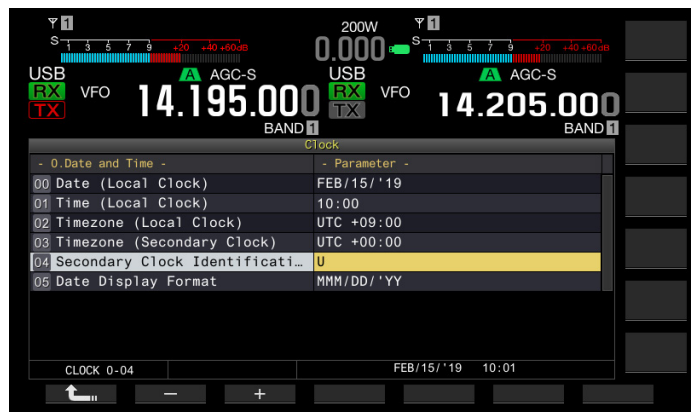 1
S 1 3 5 7 9 +20 +40 +60dB
200W
0.000
1
S 1 3 5 7 9 +20 +40 +60dB
USB A AGC-S
RX VFO 14.195.000
TX
BAND 1
USB A AGC-S
RX VFO 14.205.000
TX
BAND 1
Clock
- 0.Date and Time - - Parameter -
00 Date (Local Clock) FEB/15/'19
01 Time (Local Clock) 10:00
02 Timezone (Local Clock) UTC +09:00
03 Timezone (Secondary Clock) UTC +00:00
04 Secondary Clock Identificati… U
05 Date Display Format MMM/DD/'YY
CLOCK 0-04 FEB/15/'19 10:01
− +